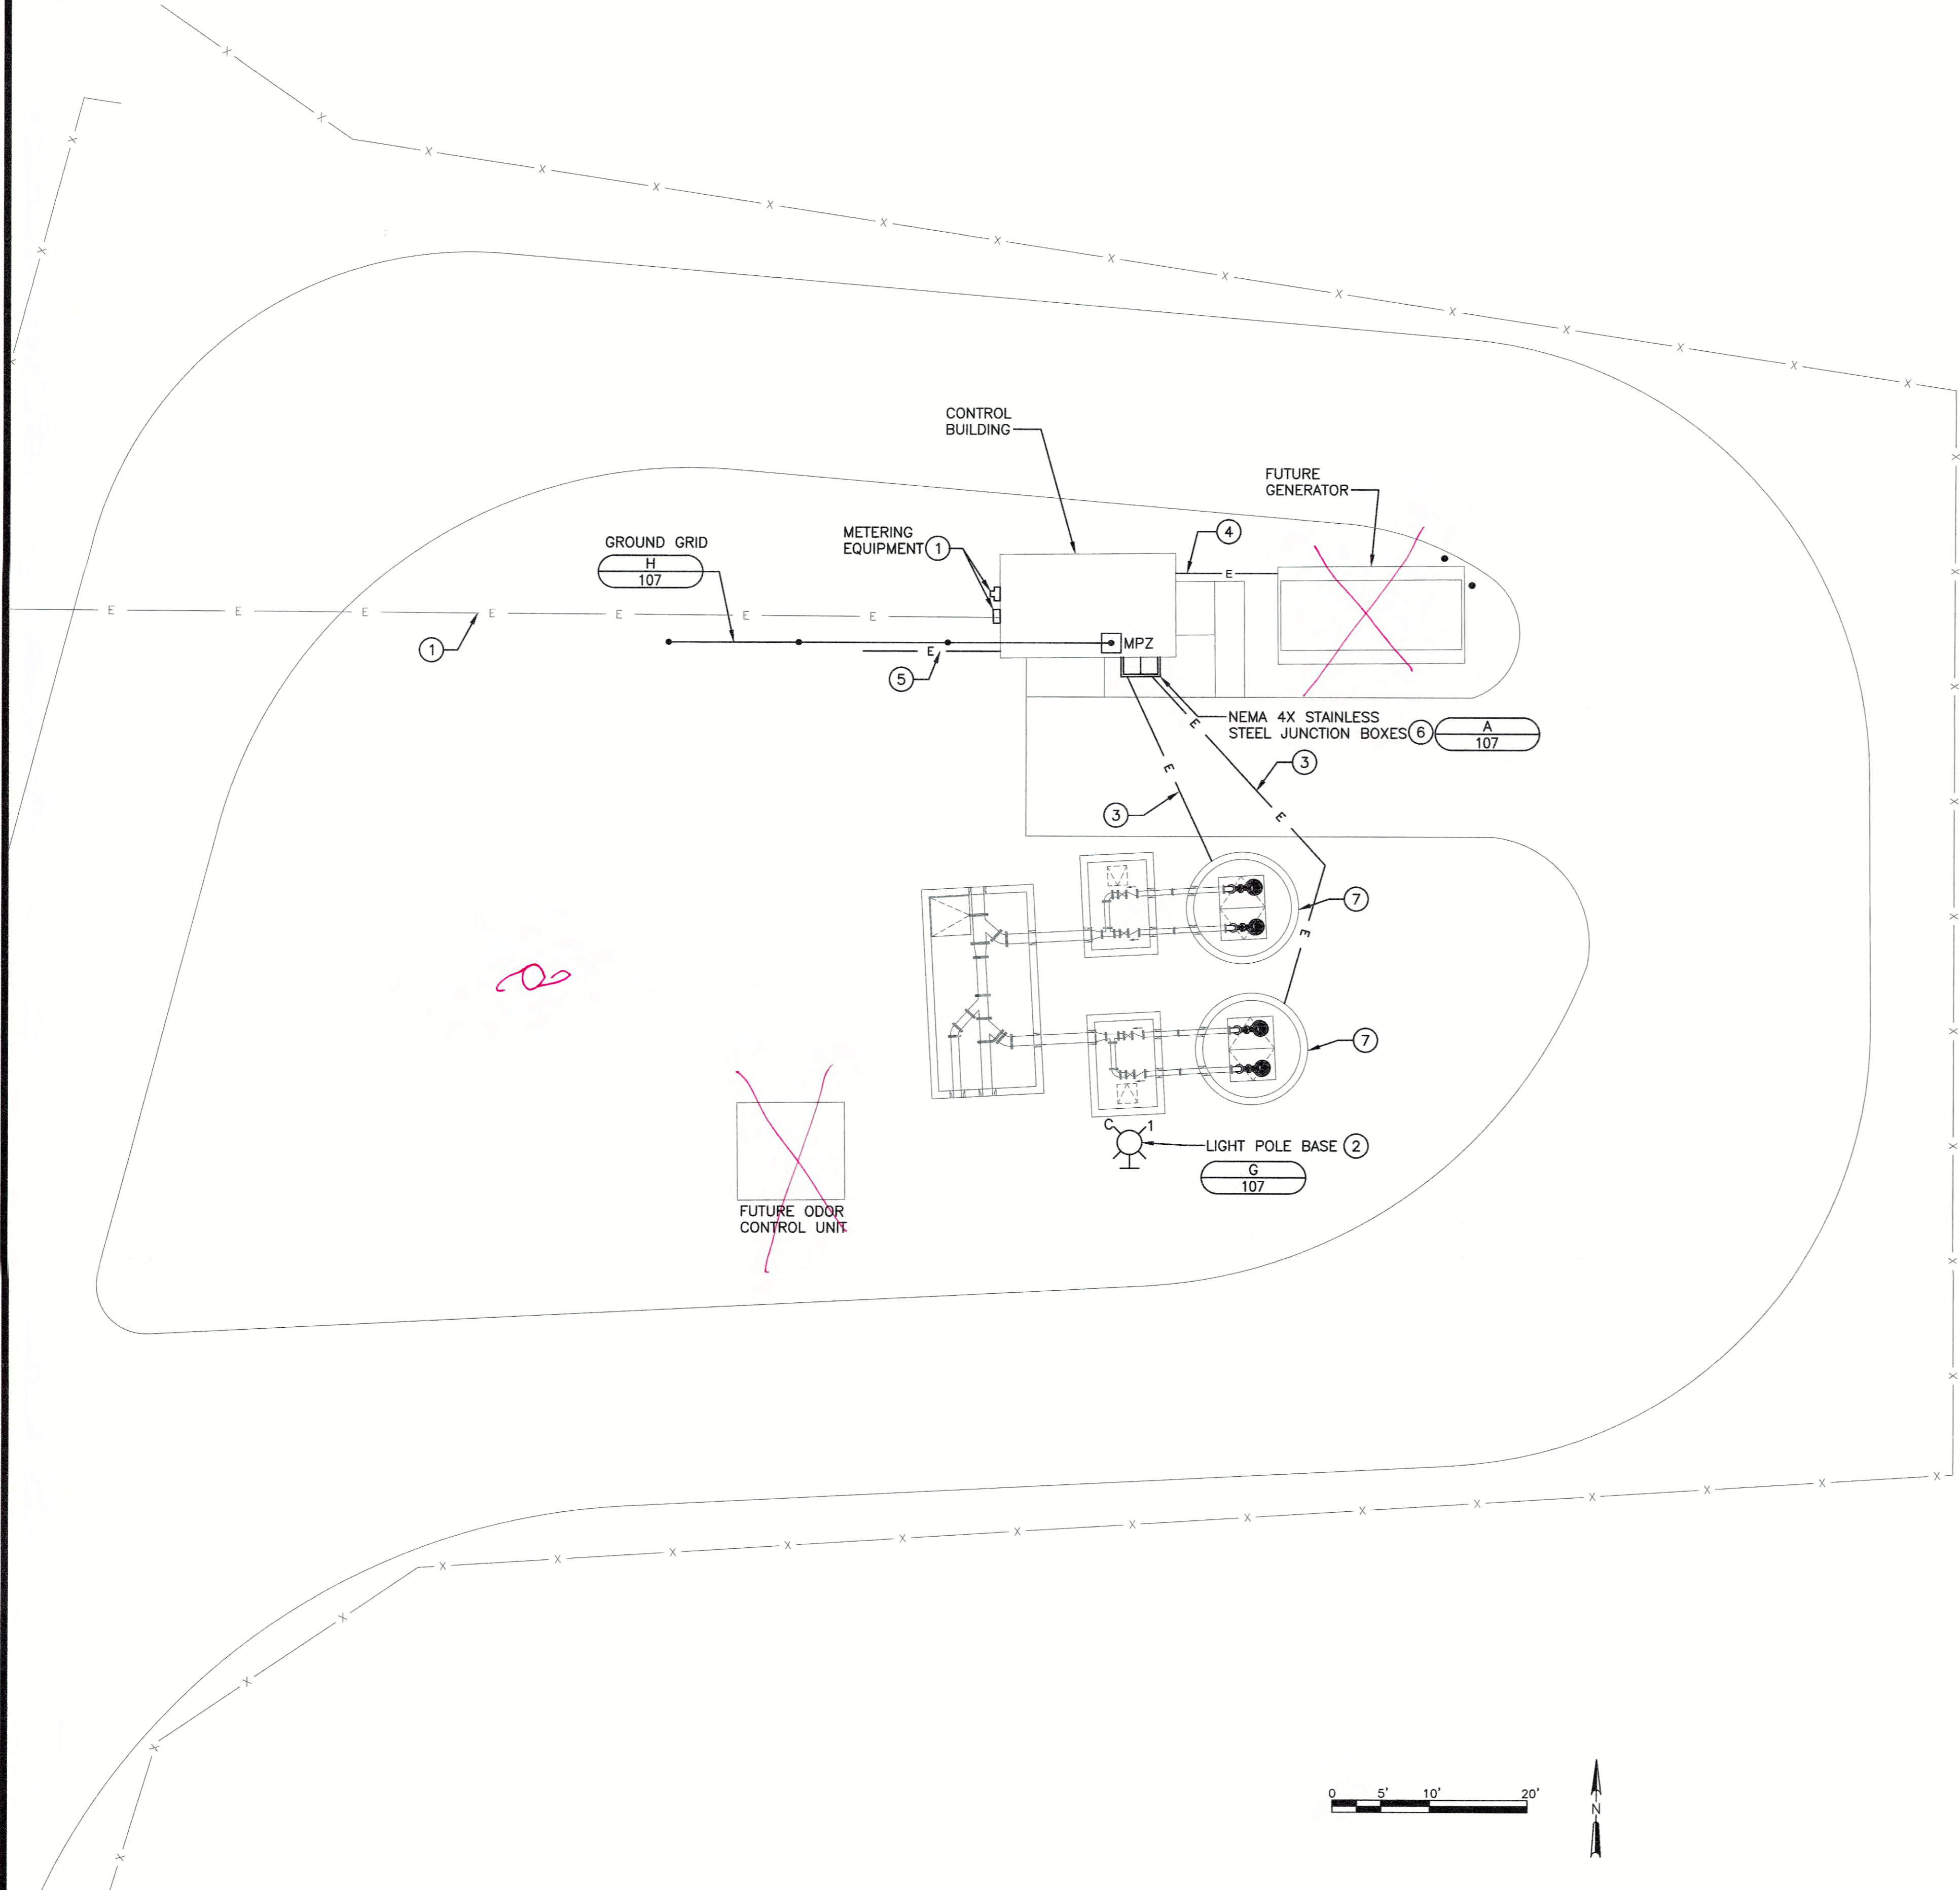 CONTROL
BUILDING
FUTURE
GENERATOR
METERING
EQUIPMENT 1
4
GROUND GRID
H
107
E
E E E E E E E
1
MPZ
E
5
NEMA 4X STAINLESS
STEEL JUNCTION BOXES 6
A
107
E
E
3
3
E
7
E
7
C 1
LIGHT POLE BASE 2
G
107
FUTURE ODOR
CONTROL UNIT
0 5' 10' 20'
N